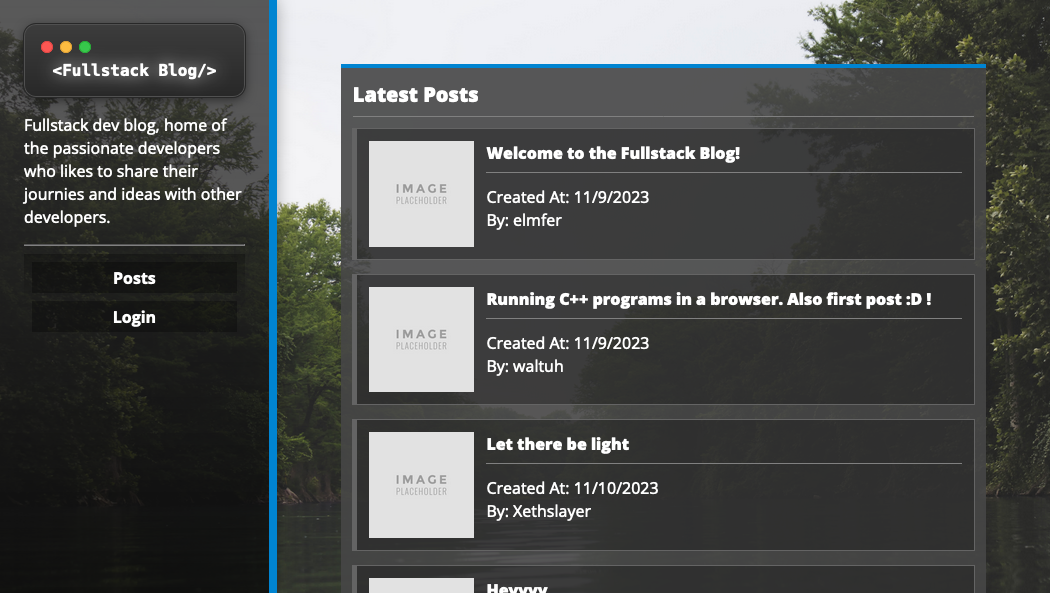 <Fullstack Blog/>
Fullstack dev blog, home of
the passionate developers
who likes to share their
journies and ideas with other
developers.
Posts
Login
Latest Posts
IMAGE
PLACEHOLDER
Welcome to the Fullstack Blog!
Created At: 11/9/2023
By: elmfer
IMAGE
PLACEHOLDER
Running C++ programs in a browser. Also first post :D !
Created At: 11/9/2023
By: waltuh
IMAGE
PLACEHOLDER
Let there be light
Created At: 11/10/2023
By: Xethslayer
Heyyyy